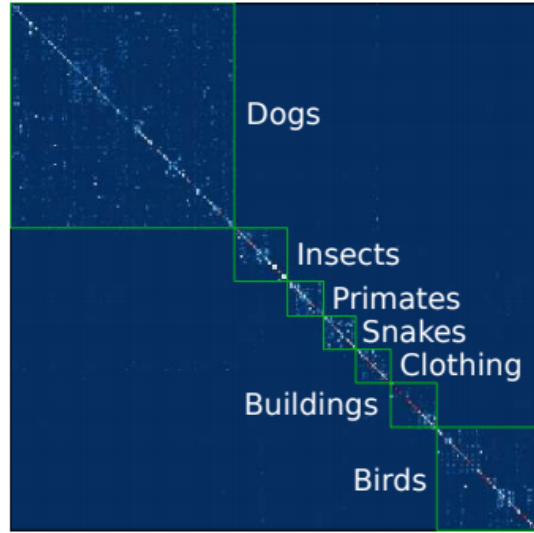 Dogs
Insects
Primates
Snakes
Clothing
Buildings
Birds